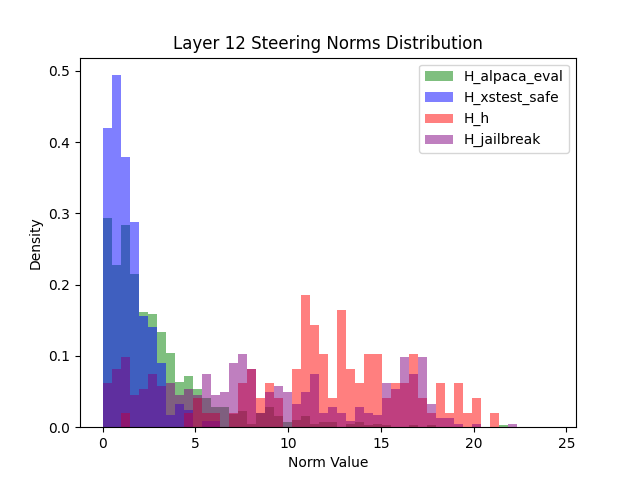 Layer 12 Steering Norms Distribution
H_alpaca_eval
H_xstest_safe
H_h
H_jailbreak
Density
0.5
0.4
0.3
0.2
0.1
0.0
0 5 10 15 20 25
Norm Value